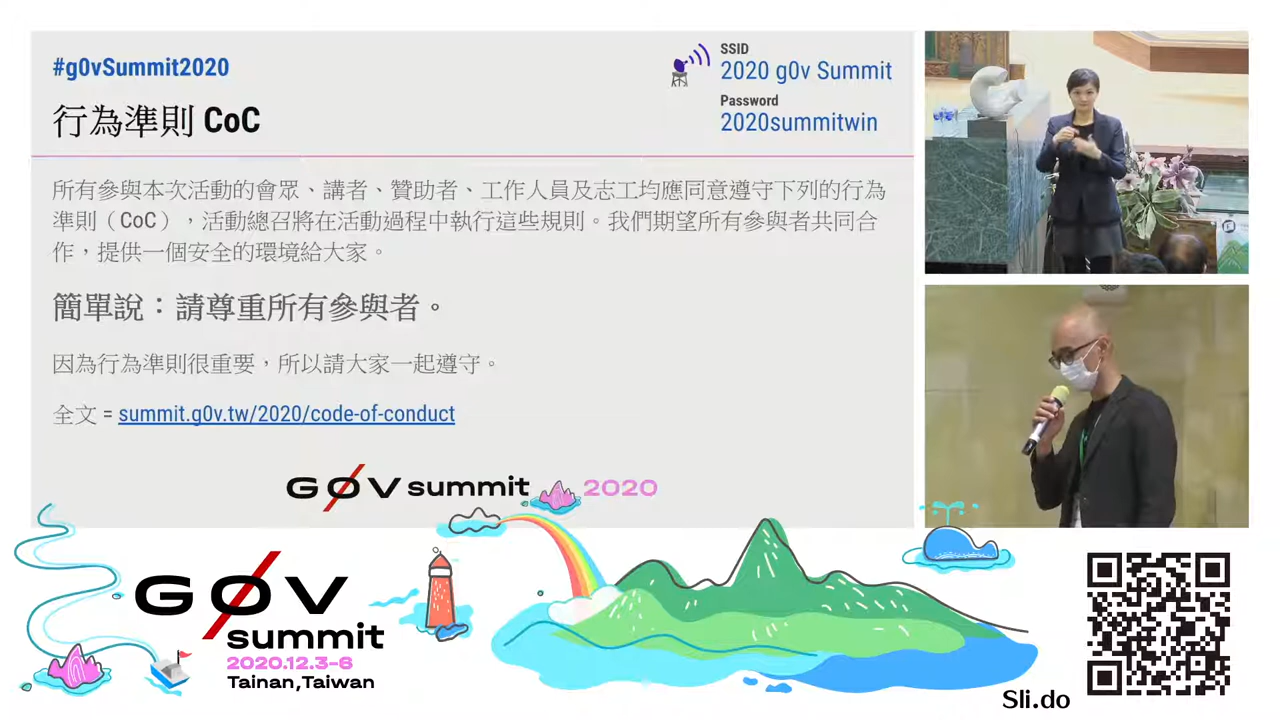 #g0vSummit2020
SSID
2020 g0v Summit
Password
2020summitwin
行為準則 CoC
所有參與本次活動的會眾、講者、贊助者、工作人員及志工均應同意遵守下列的行為
準則（CoC），活動總召將在活動過程中執行這些規則。我們期望所有參與者共同合
作，提供一個安全的環境給大家。
簡單說：請尊重所有參與者。
因為行為準則很重要，所以請大家一起遵守。
全文 = summit.g0v.tw/2020/code-of-conduct
G0V summit 2020
G0V
summit
2020.12.3-6
Tainan,Taiwan
Sli.do